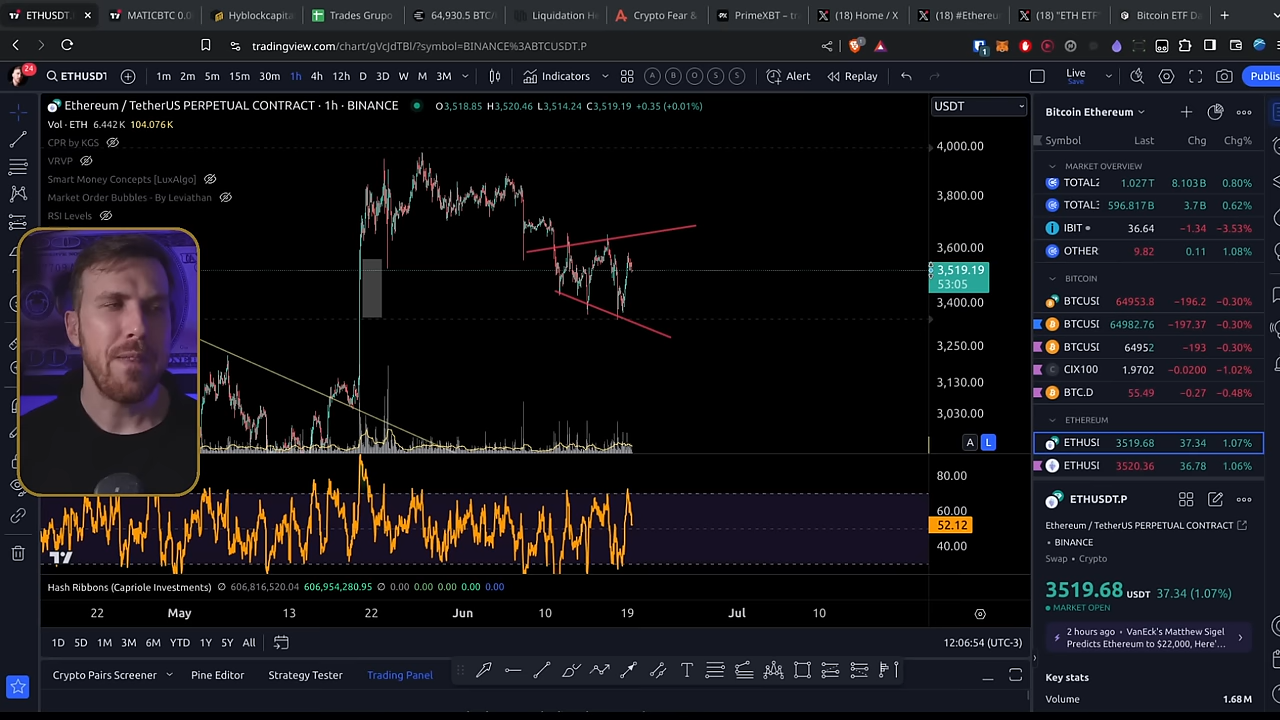 ETHUSDT.
MATICBTC 0.0
Hyblockcapita
Trades Grupo
64,930.5 BTC/
Liquidation He
Crypto Fear &
PrimeXBT – tra
(18) Home / X
(18) #Ethereu
(18) "ETH ETF"
Bitcoin ETF Da
tradingview.com/chart/gVcJdTBI/?symbol=BINANCE%3ABTCUSDT.P
24
ETHUSDT
1m 2m 5m 15m 30m 1h 4h 12h D 3D W M 3M
Indicators
A B O S S
Alert
Replay
Live
Save
Publis
Ethereum / TetherUS PERPETUAL CONTRACT · 1h · BINANCE
O3,518.85 H3,520.46 L3,514.24 C3,519.19 +0.35 (+0.01%)
Vol · ETH 6.442 K 104.076 K
CPR by KGS
VRVP
Smart Money Concepts [LuxAlgo]
Market Order Bubbles - By Leviathan
RSI Levels
USDT
4,000.00
3,800.00
3,600.00
3,519.19
53:05
3,400.00
3,250.00
3,130.00
3,030.00
A L
80.00
60.00
52.12
40.00
Hash Ribbons (Capriole Investments) ∅ 606,816,520.04 606,954,280.95 ∅ 0.00 0.00 0.00 0.00 0.00
22 May 13 22 Jun 10 19 Jul 10
1D 5D 1M 3M 6M YTD 1Y 5Y All
12:06:54 (UTC-3)
Crypto Pairs Screener
Pine Editor
Strategy Tester
Trading Panel
Bitcoin Ethereum
Symbol Last Chg Chg%
MARKET OVERVIEW
TOTAL2 1.027 T 8.103 B 0.80%
TOTAL3 596.817 B 3.7 B 0.62%
IBIT 36.64 −1.34 −3.53%
OTHER 9.82 0.11 1.08%
BITCOIN
BTCUSI 64953.8 −196.2 −0.30%
BTCUSI 64982.76 −197.37 −0.30%
BTCUSI 64952 −193 −0.30%
CIX100 1.9702 −0.0200 −1.02%
BTC.D 55.49 −0.27 −0.48%
ETHEREUM
ETHUSI 3519.68 37.34 1.07%
ETHUSI 3520.36 36.78 1.06%
ETHUSDT.P
Ethereum / TetherUS PERPETUAL CONTRACT
• BINANCE
Swap • Crypto
3519.68 USDT 37.34 (1.07%)
MARKET OPEN
2 hours ago • VanEck's Matthew Sigel
Predicts Ethereum to $22,000, Here'...
Key stats
Volume 1.68 M